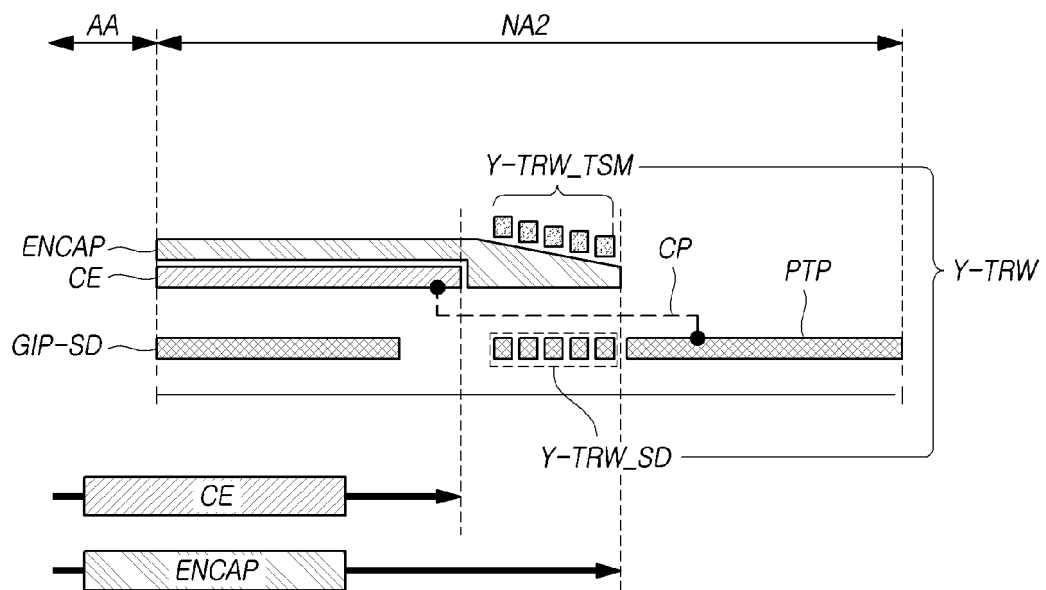 AA
NA2
Y-TRW_TSM
ENCAP
CE
CP
PTP
Y-TRW
GIP-SD
Y-TRW_SD
CE
ENCAP